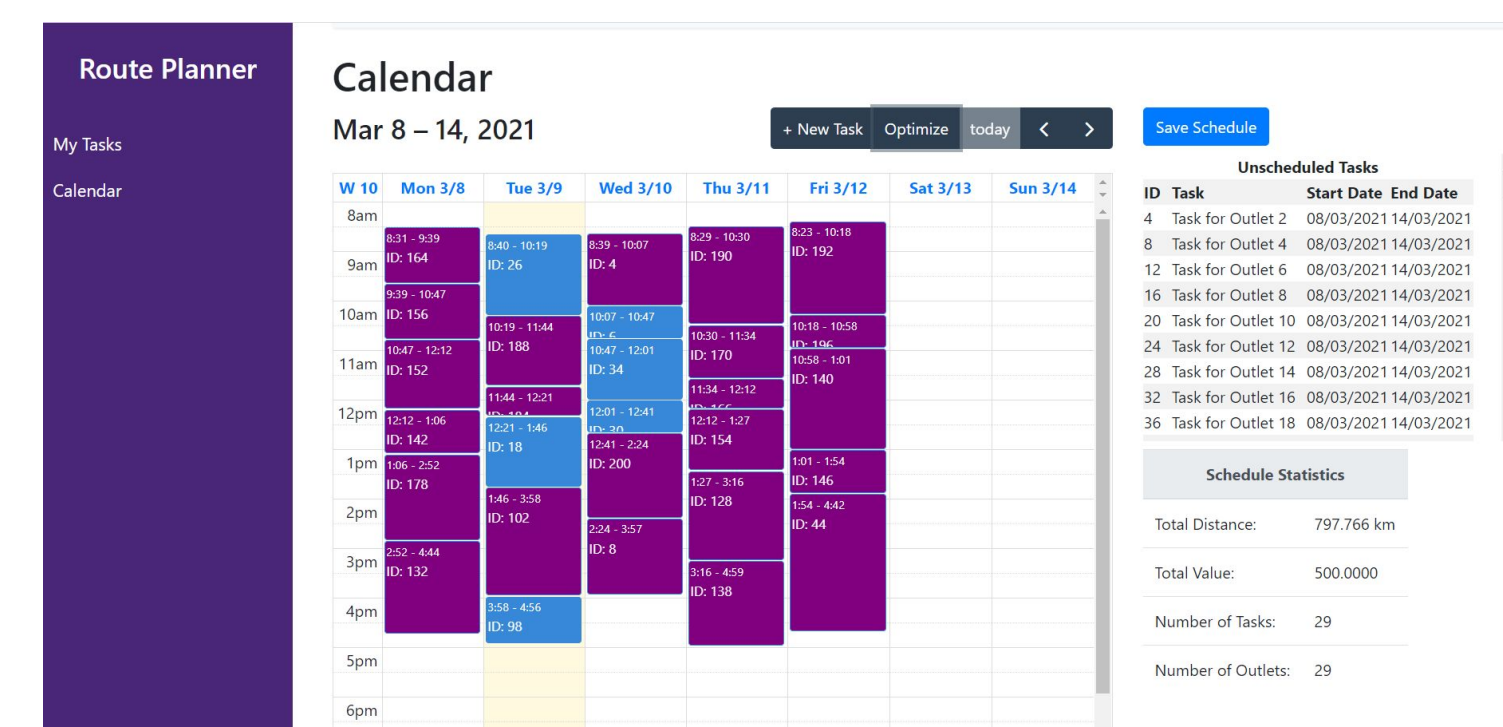 Route Planner
My Tasks
Calendar
Calendar
Mar 8 – 14, 2021
+ New Task Optimize today
Save Schedule
W 10 Mon 3/8 Tue 3/9 Wed 3/10 Thu 3/11 Fri 3/12 Sat 3/13 Sun 3/14
8am
9am
10am
11am
12pm
1pm
2pm
3pm
4pm
5pm
6pm
8:31 - 9:39
ID: 164
9:39 - 10:47
ID: 156
10:47 - 12:12
ID: 152
12:12 - 1:06
ID: 142
1:06 - 2:52
ID: 178
2:52 - 4:44
ID: 132
8:40 - 10:19
ID: 26
10:19 - 11:44
ID: 188
11:44 - 12:21
12:21 - 1:46
ID: 18
1:46 - 3:58
ID: 102
3:58 - 4:56
ID: 98
8:39 - 10:07
ID: 4
10:07 - 10:47
ID: 6
10:47 - 12:01
ID: 34
12:01 - 12:41
ID: 30
12:41 - 2:24
ID: 200
2:24 - 3:57
ID: 8
8:29 - 10:30
ID: 190
10:30 - 11:34
ID: 170
11:34 - 12:12
12:12 - 1:27
ID: 154
1:27 - 3:16
ID: 128
3:16 - 4:59
ID: 138
8:23 - 10:18
ID: 192
10:18 - 10:58
ID: 196
10:58 - 1:01
ID: 140
1:01 - 1:54
ID: 146
1:54 - 4:42
ID: 44
Unscheduled Tasks
ID Task Start Date End Date
4 Task for Outlet 2 08/03/2021 14/03/2021
8 Task for Outlet 4 08/03/2021 14/03/2021
12 Task for Outlet 6 08/03/2021 14/03/2021
16 Task for Outlet 8 08/03/2021 14/03/2021
20 Task for Outlet 10 08/03/2021 14/03/2021
24 Task for Outlet 12 08/03/2021 14/03/2021
28 Task for Outlet 14 08/03/2021 14/03/2021
32 Task for Outlet 16 08/03/2021 14/03/2021
36 Task for Outlet 18 08/03/2021 14/03/2021
Schedule Statistics
Total Distance: 797.766 km
Total Value: 500.0000
Number of Tasks: 29
Number of Outlets: 29